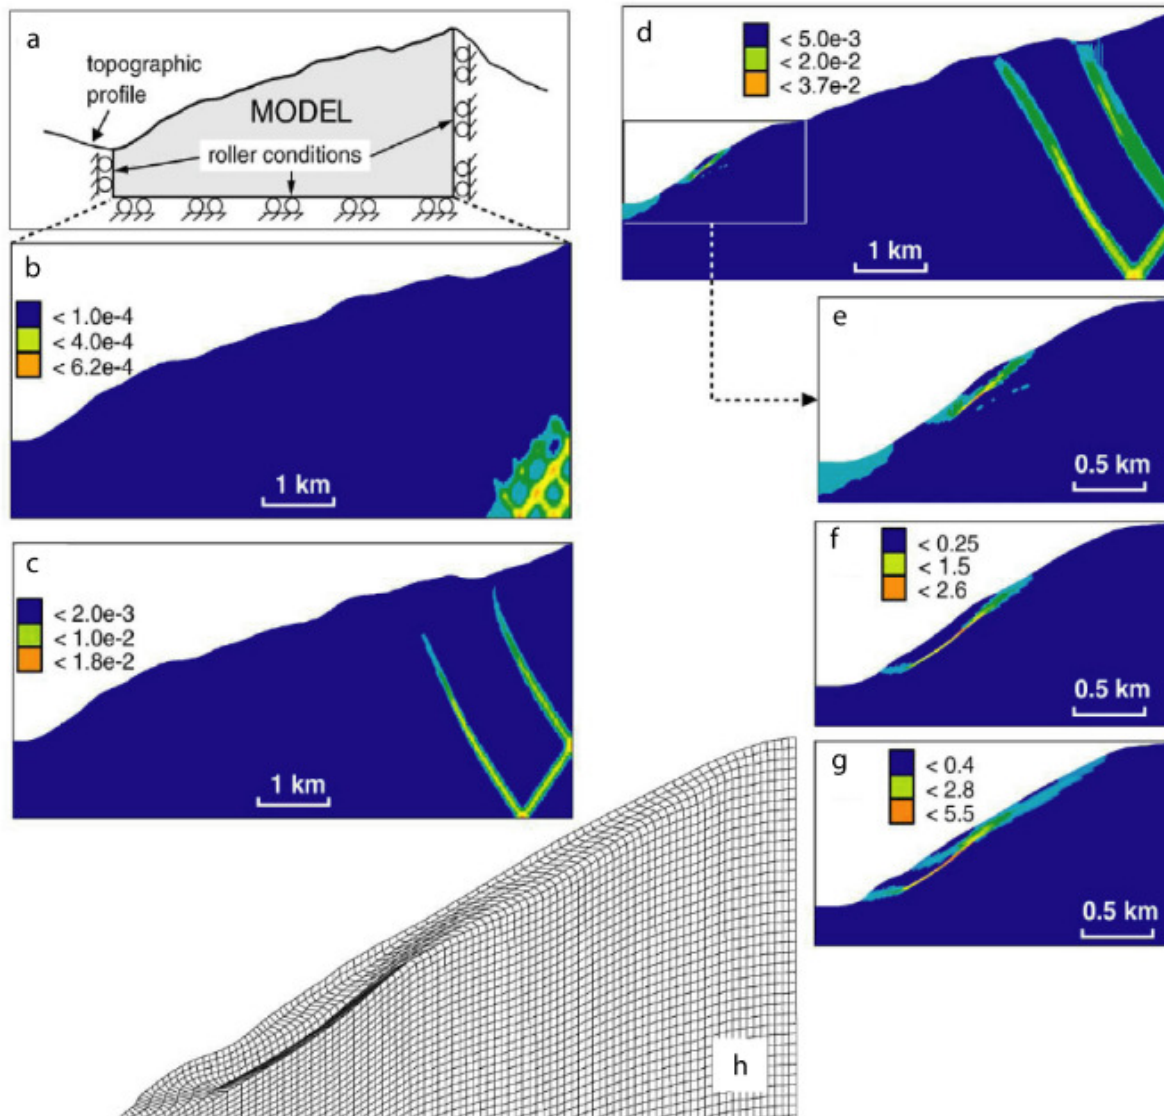 a
topographic
profile
MODEL
roller conditions
b
< 1.0e-4
< 4.0e-4
< 6.2e-4
1 km
c
< 2.0e-3
< 1.0e-2
< 1.8e-2
1 km
d
< 5.0e-3
< 2.0e-2
< 3.7e-2
1 km
e
0.5 km
f
< 0.25
< 1.5
< 2.6
0.5 km
g
< 0.4
< 2.8
< 5.5
0.5 km
h